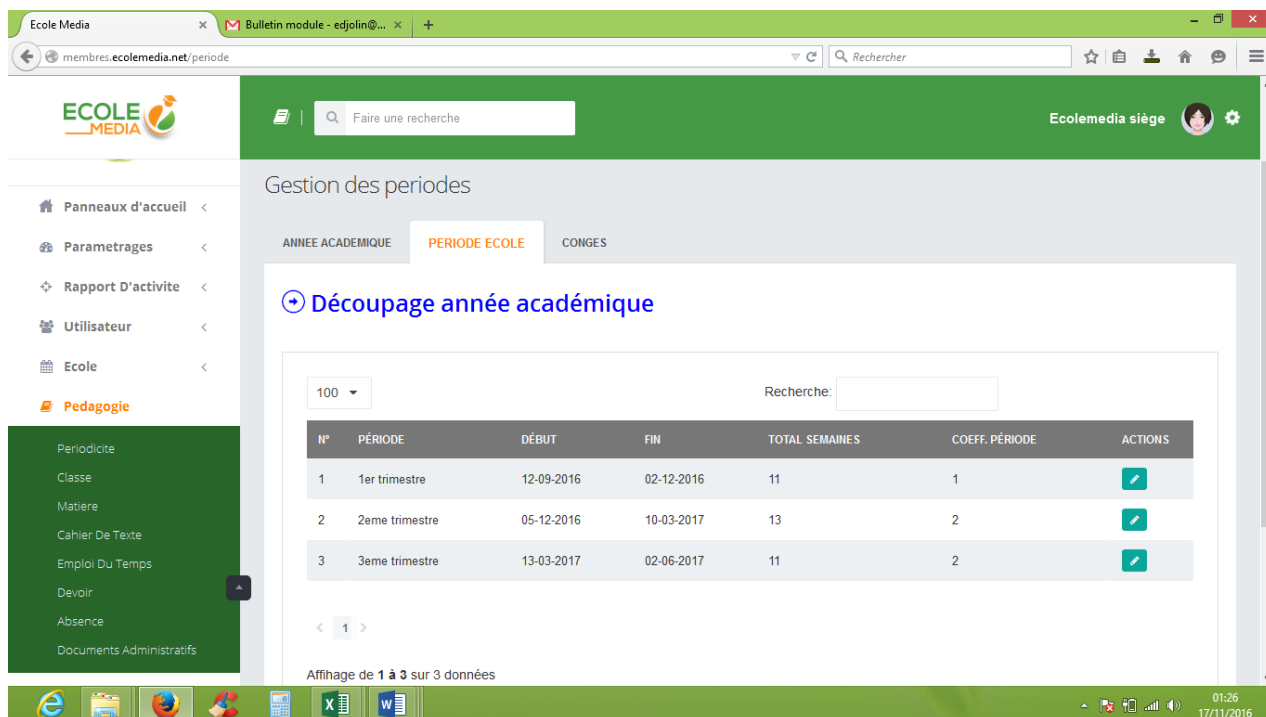 Ecole Media
Bulletin module - edjolin@...
membres.ecolemedia.net/periode
Rechercher
ECOLE
MEDIA
Faire une recherche
Ecolemedia siège
Panneaux d'accueil
Parametrages
Rapport D'activite
Utilisateur
Ecole
Pedagogie
Periodicite
Classe
Matiere
Cahier De Texte
Emploi Du Temps
Devoir
Absence
Documents Administratifs
Gestion des periodes
ANNEE ACADEMIQUE PERIODE ECOLE CONGES
Découpage année académique
100 Recherche:
N° PÉRIODE DÉBUT FIN TOTAL SEMAINES COEFF. PÉRIODE ACTIONS
1 1er trimestre 12-09-2016 02-12-2016 11 1
2 2eme trimestre 05-12-2016 10-03-2017 13 2
3 3eme trimestre 13-03-2017 02-06-2017 11 2
< 1 >
Affihage de 1 à 3 sur 3 données
01:26
17/11/2016